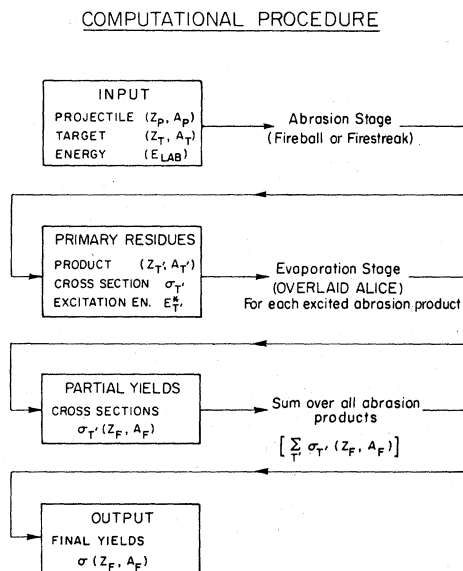 COMPUTATIONAL PROCEDURE
INPUT
PROJECTILE (Z_P, A_P)
TARGET (Z_T, A_T)
ENERGY (E_LAB)
Abrasion Stage
(Fireball or Firestreak)
PRIMARY RESIDUES
PRODUCT (Z_T', A_T')
CROSS SECTION σ_T'
EXCITATION EN. E*_T'
Evaporation Stage
(OVERLAID ALICE)
For each excited abrasion product
PARTIAL YIELDS
CROSS SECTIONS
σ_T' (Z_F, A_F)
Sum over all abrasion
products
[Σ_T' σ_T' (Z_F, A_F)]
OUTPUT
FINAL YIELDS
σ (Z_F, A_F)